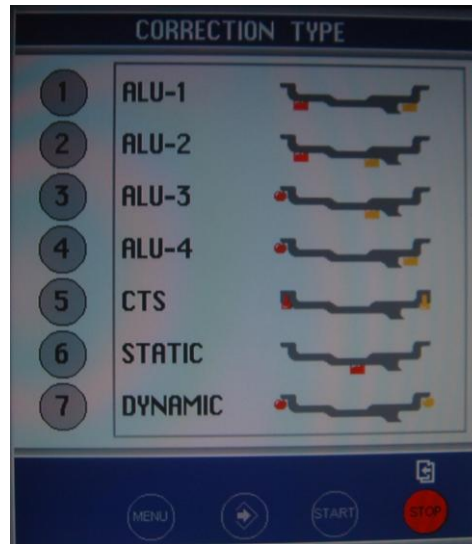 CORRECTION TYPE
1 ALU-1
2 ALU-2
3 ALU-3
4 ALU-4
5 CTS
6 STATIC
7 DYNAMIC
MENU START STOP